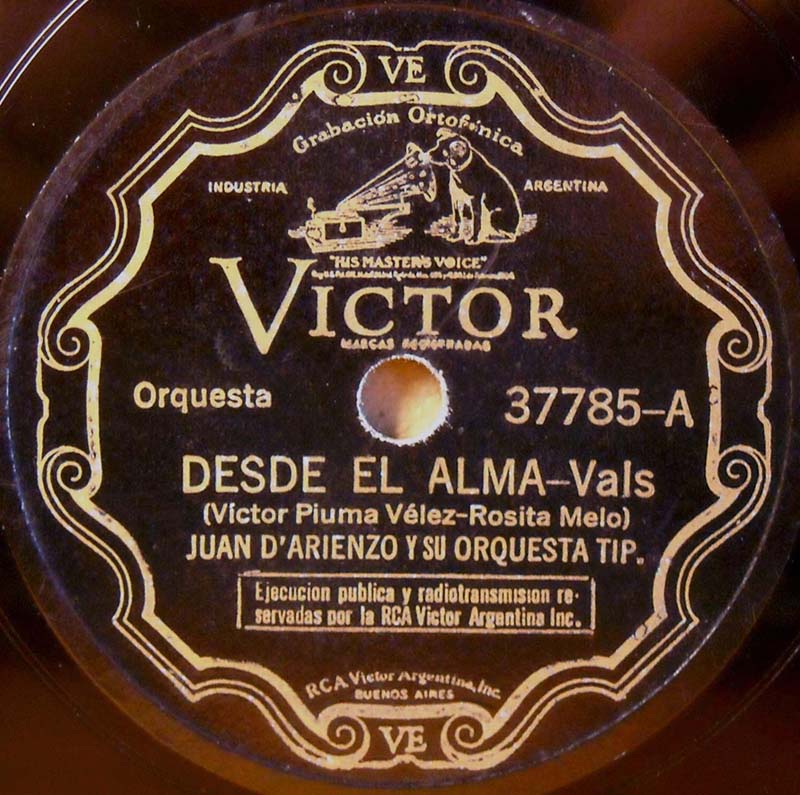 VE
Grabación Ortofónica
INDUSTRIA
ARGENTINA
"HIS MASTER'S VOICE"
VICTOR
MARCAS REGISTRADAS
Orquesta
37785-A
DESDE EL ALMA-Vals
(Víctor Piuma Vélez-Rosita Melo)
JUAN D'ARIENZO Y SU ORQUESTA TIP.
Ejecucion publica y radiotransmision re-
servadas por la RCA Victor Argentina Inc.
RCA Victor Argentina, Inc.
BUENOS AIRES
VE